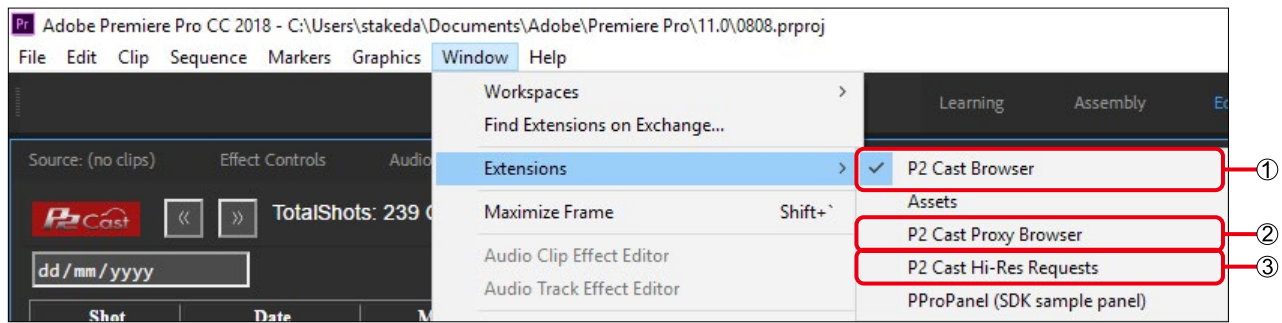 Pr Adobe Premiere Pro CC 2018 - C:\Users\stakeda\Documents\Adobe\Premiere Pro\11.0\0808.prproj
File Edit Clip Sequence Markers Graphics Window Help
Workspaces >
Find Extensions on Exchange...
Learning Assembly
Source: (no clips) Effect Controls Audio
Extensions > ✓ P2 Cast Browser ①
Assets
P2 Cast « » TotalShots: 239
Maximize Frame Shift+`
P2 Cast Proxy Browser ②
dd/mm/yyyy
Audio Clip Effect Editor
P2 Cast Hi-Res Requests ③
Audio Track Effect Editor
PProPanel (SDK sample panel)
Shot Date